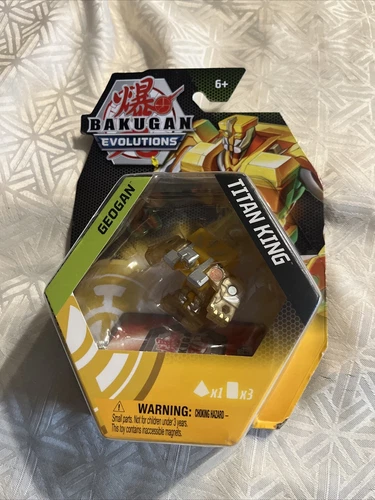 6+
爆
BAKUGAN
EVOLUTIONS
GEOGAN
TITAN KING
x1 x3
WARNING: CHOKING HAZARD –
Small parts. Not for children under 3 years.
This toy contains inaccessible magnets.